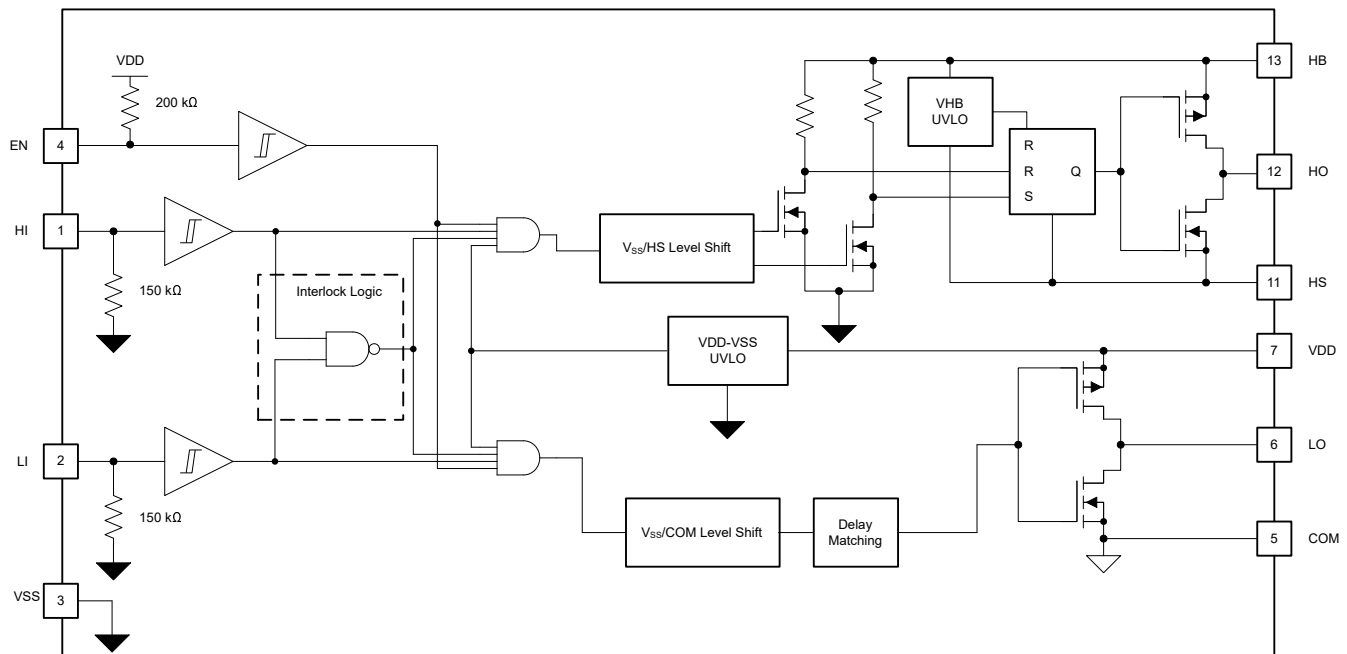 VDD
200 kΩ
EN
4
HI
1
150 kΩ
Interlock Logic
LI
2
150 kΩ
VSS
3
VSS/HS Level Shift
VHB
UVLO
R
R
S
Q
VDD-VSS
UVLO
VSS/COM Level Shift
Delay
Matching
13
HB
12
HO
11
HS
7
VDD
6
LO
5
COM